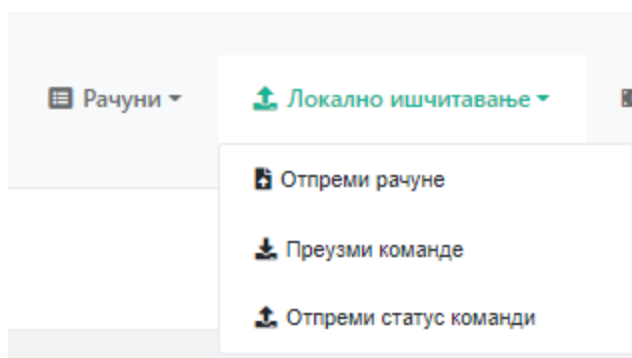 Рачуни
Локално ишчитавање
Отпреми рачуне
Преузми команде
Отпреми статус команди